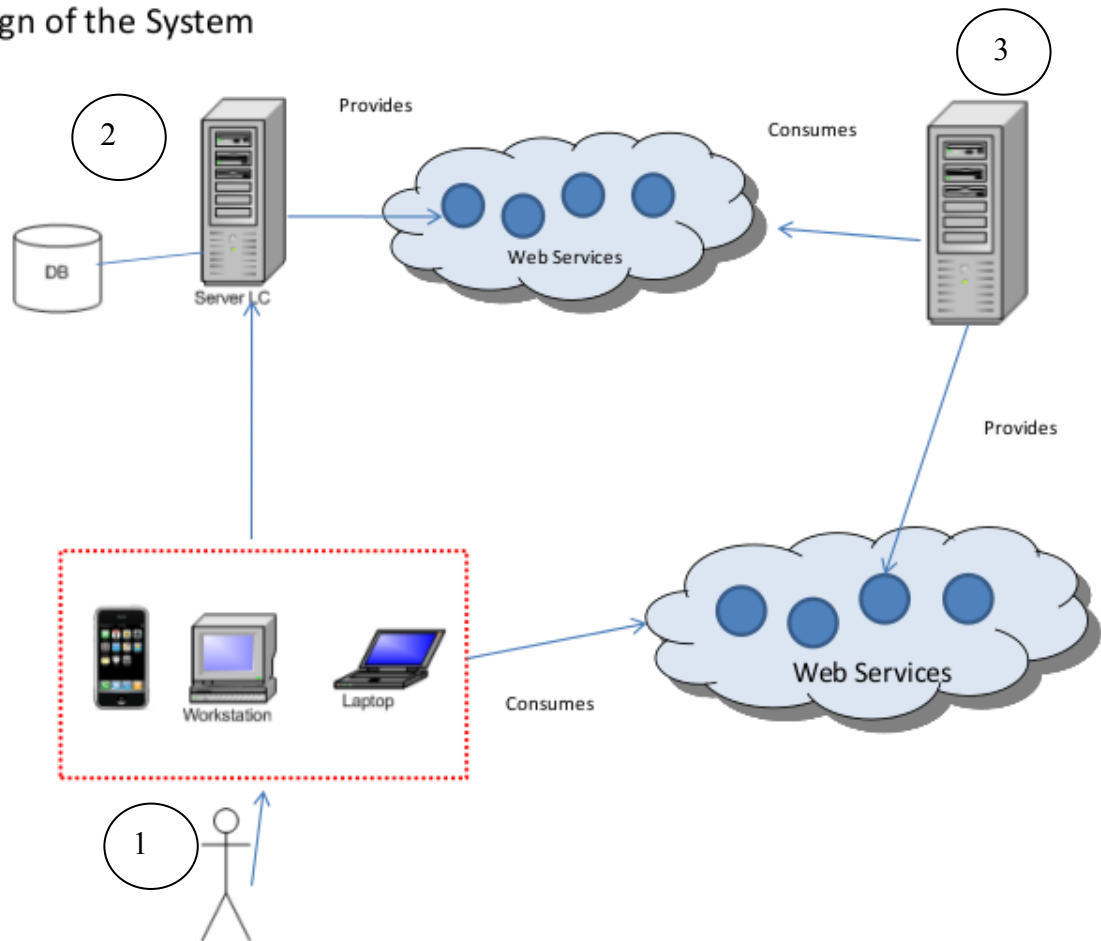 gn of the System
3
2
Provides
Consumes
Web Services
DB
Server LC
Provides
Web Services
Workstation
Laptop
Consumes
1